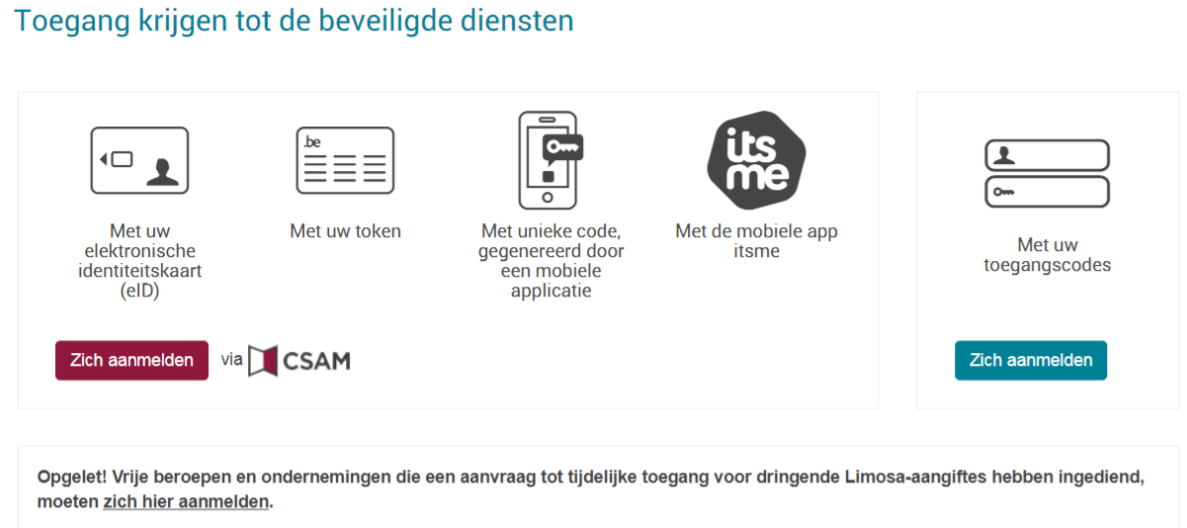 Toegang krijgen tot de beveiligde diensten
.be
its
me
Met uw
elektronische
identiteitskaart
(eID)
Met uw token
Met unieke code,
gegenereerd door
een mobiele
applicatie
Met de mobiele app
itsme
Zich aanmelden via CSAM
Met uw
toegangscodes
Zich aanmelden
Opgelet! Vrije beroepen en ondernemingen die een aanvraag tot tijdelijke toegang voor dringende Limosa-aangiftes hebben ingediend,
moeten zich hier aanmelden.